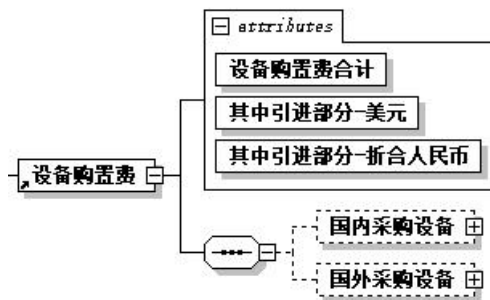 attributes
设备购置费合计
其中引进部分-美元
其中引进部分-折合人民币
设备购置费
国内采购设备
国外采购设备